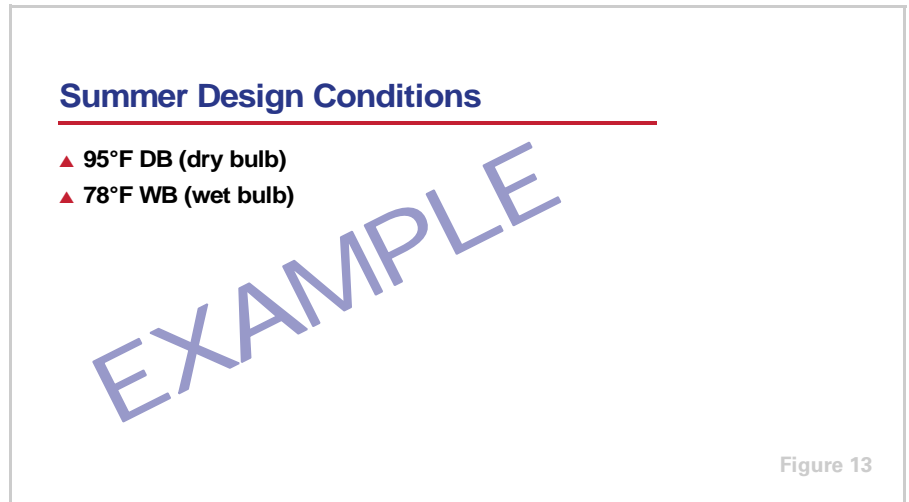 Summer Design Conditions
▲ 95°F DB (dry bulb)
▲ 78°F WB (wet bulb)
EXAMPLE
Figure 13